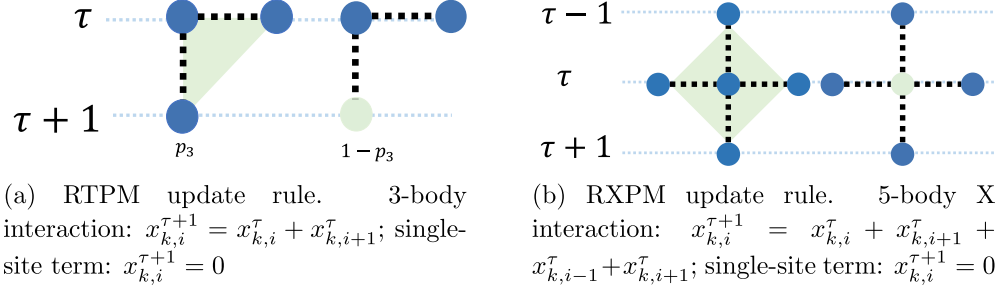 τ
τ + 1
p₃
1 − p₃
(a) RTPM update rule. 3-body
interaction: x_{k,i}^{τ+1} = x_{k,i}^{τ} + x_{k,i+1}^{τ}; single-
site term: x_{k,i}^{τ+1} = 0
τ − 1
τ
τ + 1
(b) RXPM update rule. 5-body X
interaction: x_{k,i}^{τ+1} = x_{k,i}^{τ} + x_{k,i+1}^{τ} +
x_{k,i−1}^{τ} + x_{k,i+1}^{τ}; single-site term: x_{k,i}^{τ+1} = 0